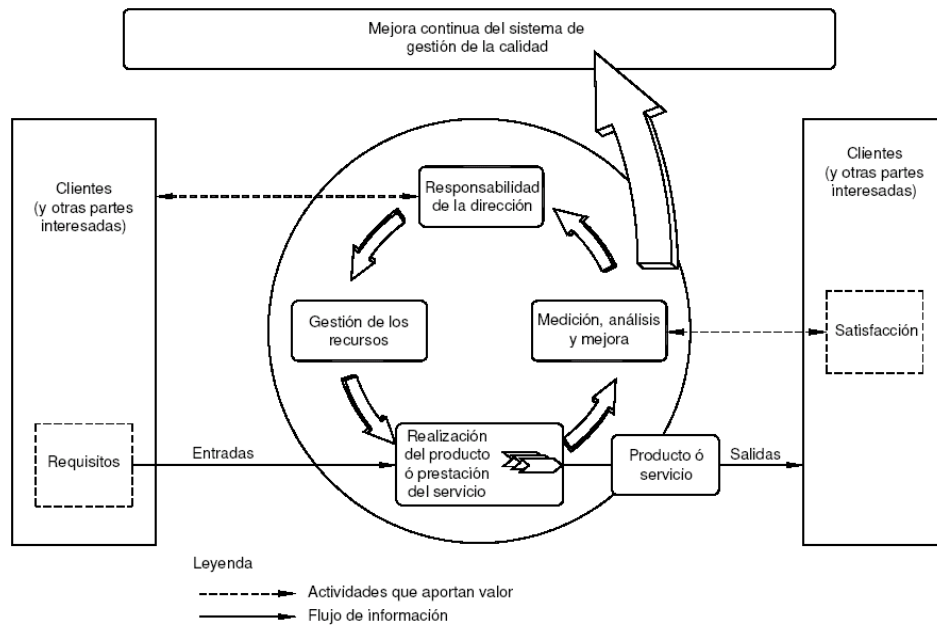 Mejora continua del sistema de
gestión de la calidad
Clientes
(y otras partes
interesadas)
Responsabilidad
de la dirección
Clientes
(y otras partes
interesadas)
Gestión de los
recursos
Medición, análisis
y mejora
Satisfacción
Requisitos
Entradas
Realización
del producto
ó prestación
del servicio
Producto ó
servicio
Salidas
Leyenda
Actividades que aportan valor
Flujo de información